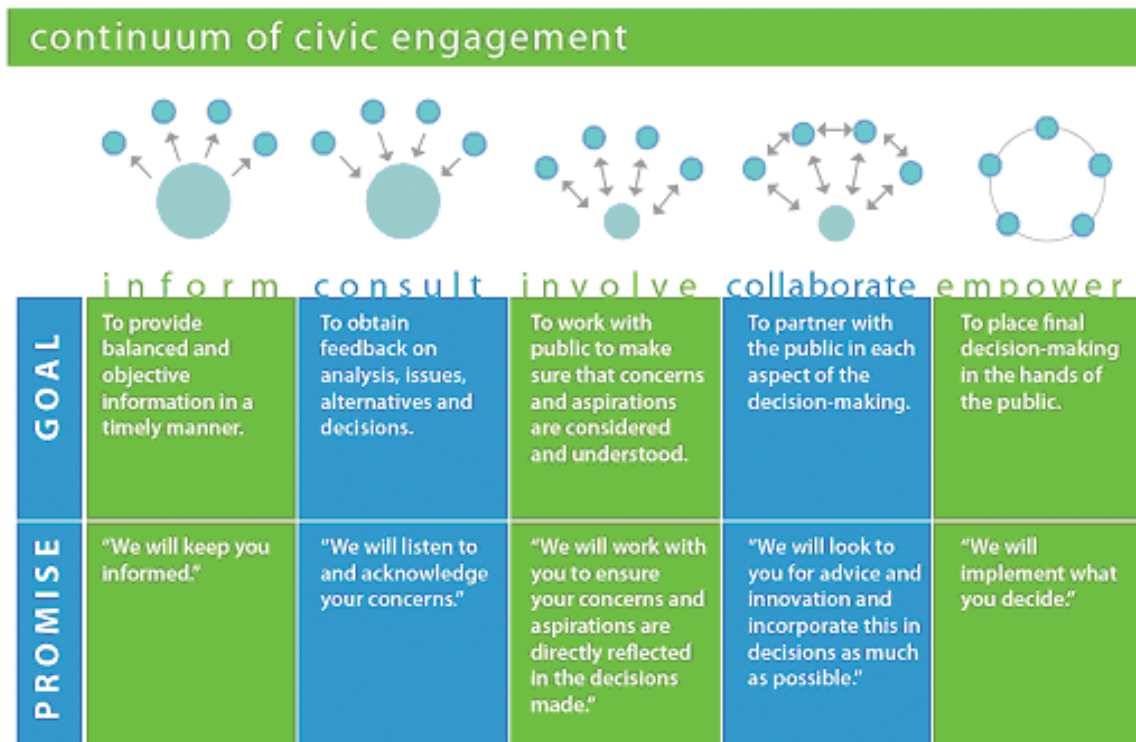 continuum of civic engagement
inform
consult
involve
collaborate
empower
GOAL
To provide
balanced and
objective
information in a
timely manner.
To obtain
feedback on
analysis, issues,
alternatives and
decisions.
To work with
public to make
sure that concerns
and aspirations
are considered
and understood.
To partner with
the public in each
aspect of the
decision-making.
To place final
decision-making
in the hands of
the public.
PROMISE
“We will keep you
informed.”
“We will listen to
and acknowledge
your concerns.”
“We will work with
you to ensure
your concerns and
aspirations are
directly reflected
in the decisions
made.”
“We will look to
you for advice and
innovation and
incorporate this in
decisions as much
as possible.”
“We will
implement what
you decide.”